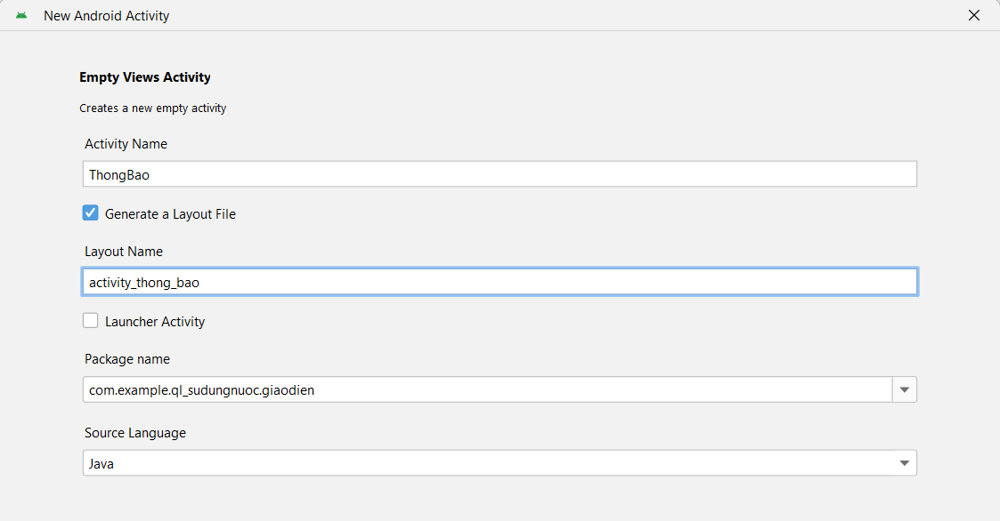 New Android Activity
Empty Views Activity
Creates a new empty activity
Activity Name
ThongBao
Generate a Layout File
Layout Name
activity_thong_bao
Launcher Activity
Package name
com.example.ql_sudungnuoc.giaodien
Source Language
Java